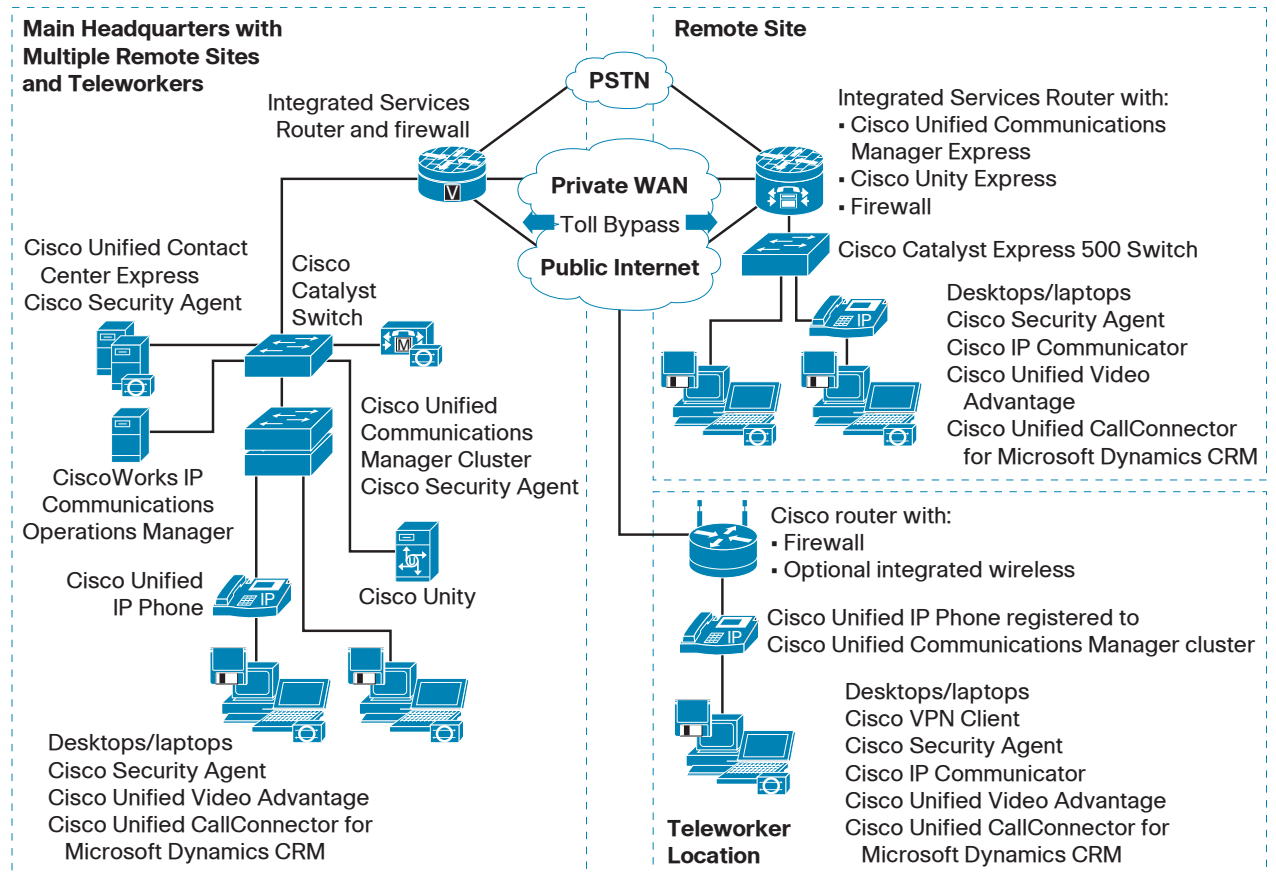 Main Headquarters with
Multiple Remote Sites
and Teleworkers
Integrated Services
Router and firewall
V
PSTN
Private WAN
Toll Bypass
Public Internet
Cisco Unified Contact
Center Express
Cisco Security Agent
Cisco
Catalyst
Switch
M
CiscoWorks IP
Communications
Operations Manager
Cisco Unified
Communications
Manager Cluster
Cisco Security Agent
Cisco Unified
IP Phone
IP
Cisco Unity
Desktops/laptops
Cisco Security Agent
Cisco Unified Video Advantage
Cisco Unified CallConnector for
Microsoft Dynamics CRM
Remote Site
Integrated Services Router with:
▪ Cisco Unified Communications
Manager Express
▪ Cisco Unity Express
▪ Firewall
Cisco Catalyst Express 500 Switch
IP
Desktops/laptops
Cisco Security Agent
Cisco IP Communicator
Cisco Unified Video
Advantage
Cisco Unified CallConnector
for Microsoft Dynamics CRM
Cisco router with:
▪ Firewall
▪ Optional integrated wireless
IP
Cisco Unified IP Phone registered to
Cisco Unified Communications Manager cluster
Desktops/laptops
Cisco VPN Client
Cisco Security Agent
Cisco IP Communicator
Cisco Unified Video Advantage
Cisco Unified CallConnector for
Microsoft Dynamics CRM
Teleworker
Location